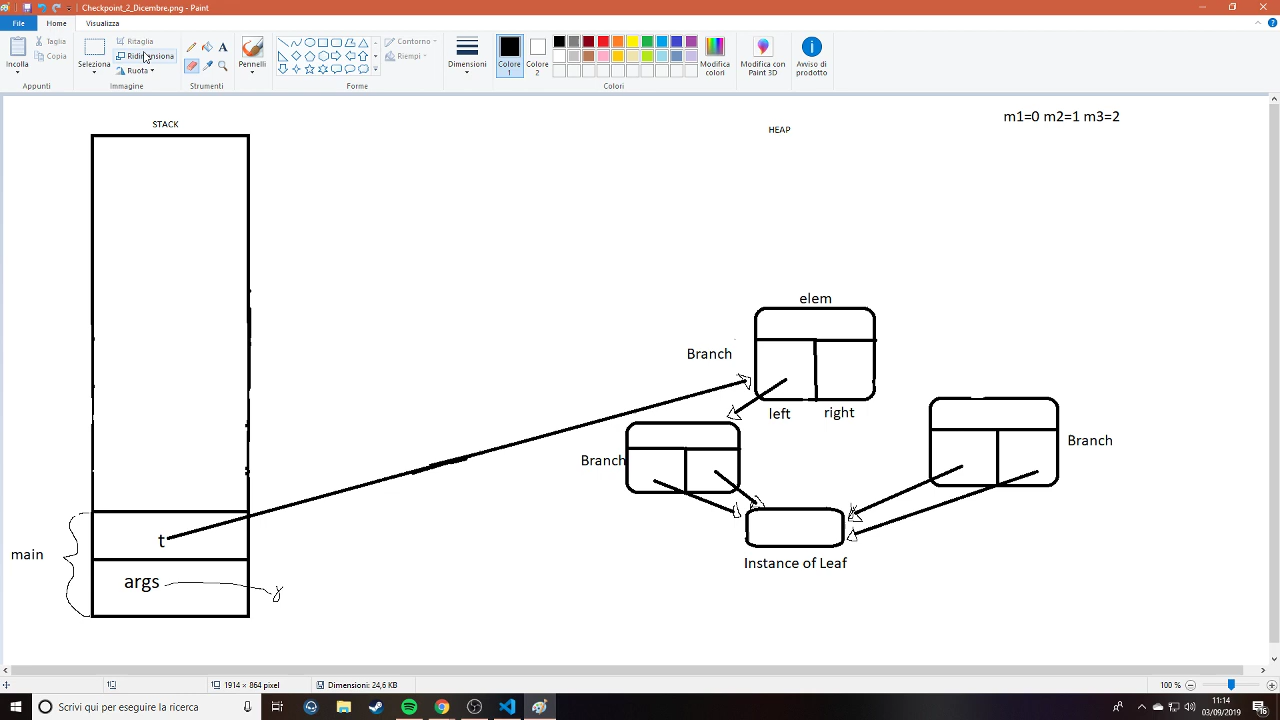 Checkpoint_2_Dicembre.png - Paint
File Home Visualizza
Incolla
Taglia
Copia
Appunti
Seleziona
Ritaglia
Ridimensiona
Ruota
Immagine
A
Strumenti
Pennelli
Contorno
Riempi
Forme
Dimensioni
Colore
1
Colore
2
Modifica
colori
Colori
Modifica con
Paint 3D
Avviso di
prodotto
STACK
HEAP
m1=0 m2=1 m3=2
elem
Branch
left
right
Branch
Branch
Instance of Leaf
main
t
args
1914 × 864 pixel
Dimensioni: 24,6 KB
100 %
Scrivi qui per eseguire la ricerca
11:14
03/09/2019